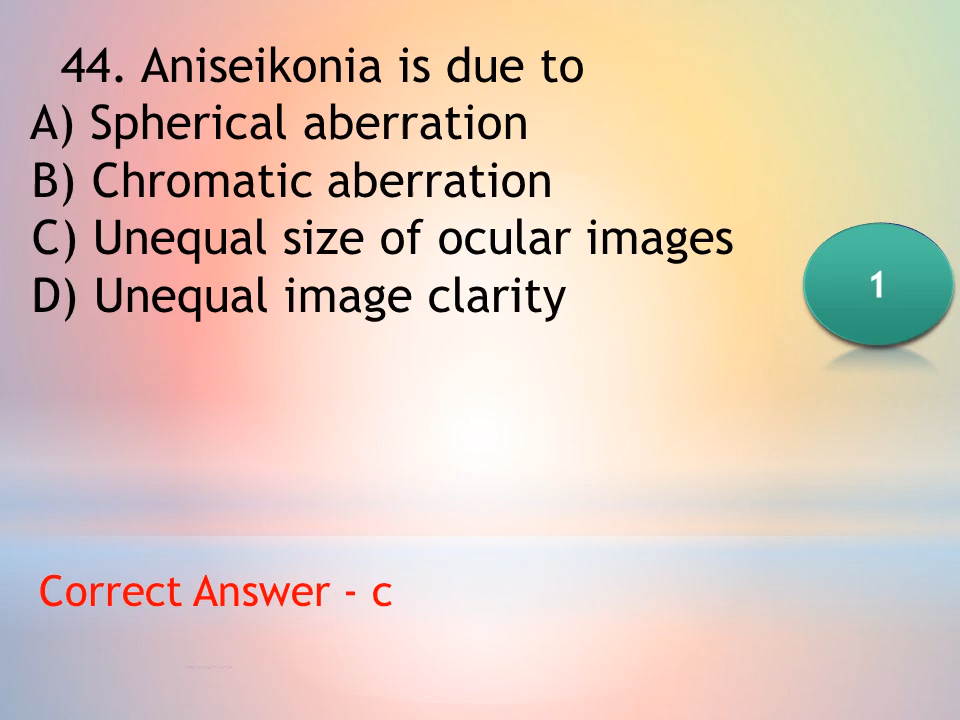 44. Aniseikonia is due to
A) Spherical aberration
B) Chromatic aberration
C) Unequal size of ocular images
D) Unequal image clarity
1
Correct Answer - c